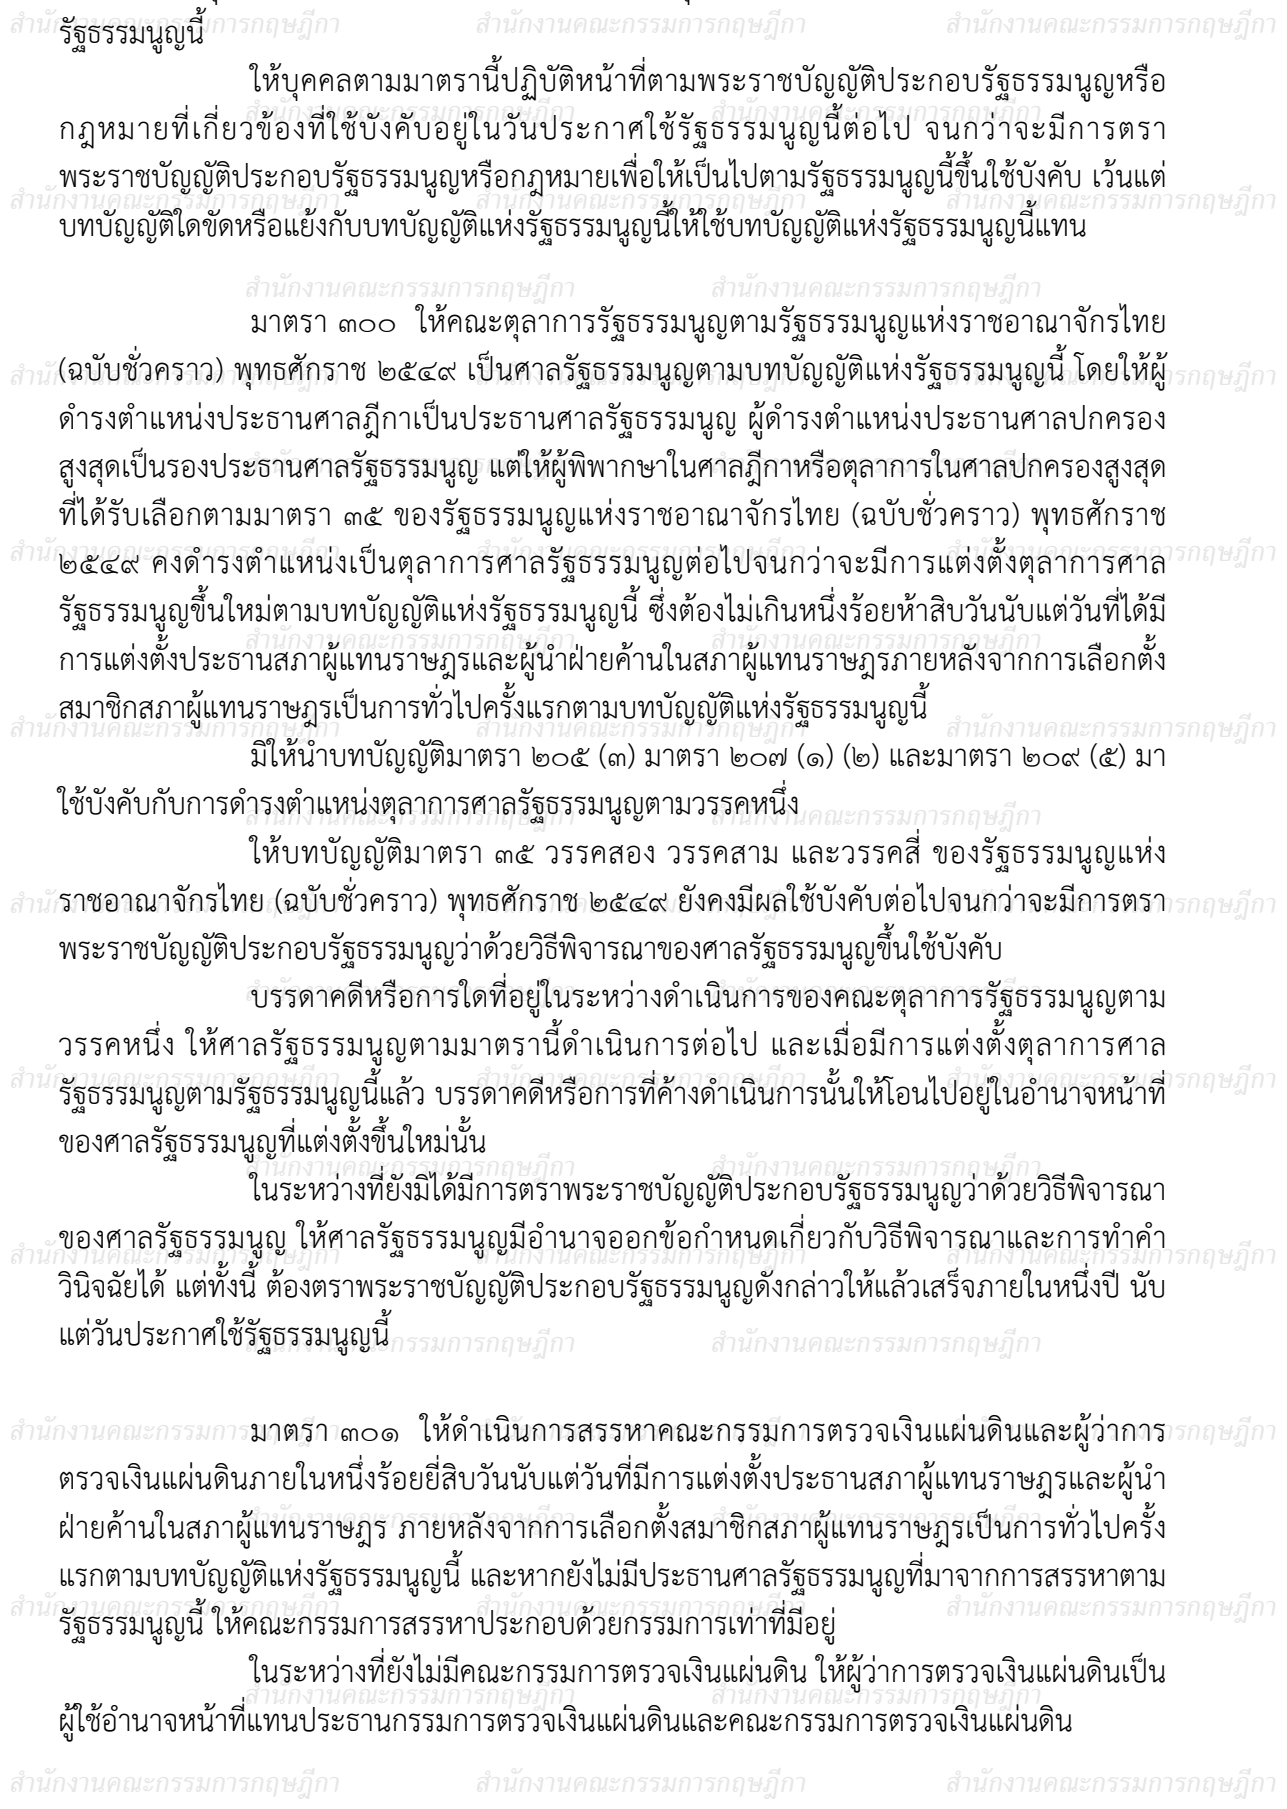 รัฐธรรมนูญนี้
ให้บุคคลตามมาตรานี้ปฏิบัติหน้าที่ตามพระราชบัญญัติประกอบรัฐธรรมนูญหรือ
กฎหมายที่เกี่ยวข้องที่ใช้บังคับอยู่ในวันประกาศใช้รัฐธรรมนูญนี้ต่อไป จนกว่าจะมีการตรา
พระราชบัญญัติประกอบรัฐธรรมนูญหรือกฎหมายเพื่อให้เป็นไปตามรัฐธรรมนูญนี้ขึ้นใช้บังคับ เว้นแต่
บทบัญญัติใดขัดหรือแย้งกับบทบัญญัติแห่งรัฐธรรมนูญนี้ให้ใช้บทบัญญัติแห่งรัฐธรรมนูญนี้แทน
มาตรา ๓๐๐ ให้คณะตุลาการรัฐธรรมนูญตามรัฐธรรมนูญแห่งราชอาณาจักรไทย
(ฉบับชั่วคราว) พุทธศักราช ๒๕๔๙ เป็นศาลรัฐธรรมนูญตามบทบัญญัติแห่งรัฐธรรมนูญนี้ โดยให้ผู้
ดำรงตำแหน่งประธานศาลฎีกาเป็นประธานศาลรัฐธรรมนูญ ผู้ดำรงตำแหน่งประธานศาลปกครอง
สูงสุดเป็นรองประธานศาลรัฐธรรมนูญ แต่ให้ผู้พิพากษาในศาลฎีกาหรือตุลาการในศาลปกครองสูงสุด
ที่ได้รับเลือกตามมาตรา ๓๕ ของรัฐธรรมนูญแห่งราชอาณาจักรไทย (ฉบับชั่วคราว) พุทธศักราช
๒๕๔๙ คงดำรงตำแหน่งเป็นตุลาการศาลรัฐธรรมนูญต่อไปจนกว่าจะมีการแต่งตั้งตุลาการศาล
รัฐธรรมนูญขึ้นใหม่ตามบทบัญญัติแห่งรัฐธรรมนูญนี้ ซึ่งต้องไม่เกินหนึ่งร้อยห้าสิบวันนับแต่วันที่ได้มี
การแต่งตั้งประธานสภาผู้แทนราษฎรและผู้นำฝ่ายค้านในสภาผู้แทนราษฎรภายหลังจากการเลือกตั้ง
สมาชิกสภาผู้แทนราษฎรเป็นการทั่วไปครั้งแรกตามบทบัญญัติแห่งรัฐธรรมนูญนี้
มิให้นำบทบัญญัติมาตรา ๒๐๕ (๓) มาตรา ๒๐๗ (๑) (๒) และมาตรา ๒๐๙ (๕) มา
ใช้บังคับกับการดำรงตำแหน่งตุลาการศาลรัฐธรรมนูญตามวรรคหนึ่ง
ให้บทบัญญัติมาตรา ๓๕ วรรคสอง วรรคสาม และวรรคสี่ ของรัฐธรรมนูญแห่ง
ราชอาณาจักรไทย (ฉบับชั่วคราว) พุทธศักราช ๒๕๔๙ ยังคงมีผลใช้บังคับต่อไปจนกว่าจะมีการตรา
พระราชบัญญัติประกอบรัฐธรรมนูญว่าด้วยวิธีพิจารณาของศาลรัฐธรรมนูญขึ้นใช้บังคับ
บรรดาคดีหรือการใดที่อยู่ในระหว่างดำเนินการของคณะตุลาการรัฐธรรมนูญตาม
วรรคหนึ่ง ให้ศาลรัฐธรรมนูญตามมาตรานี้ดำเนินการต่อไป และเมื่อมีการแต่งตั้งตุลาการศาล
รัฐธรรมนูญตามรัฐธรรมนูญนี้แล้ว บรรดาคดีหรือการที่ค้างดำเนินการนั้นให้โอนไปอยู่ในอำนาจหน้าที่
ของศาลรัฐธรรมนูญที่แต่งตั้งขึ้นใหม่นั้น
ในระหว่างที่ยังมิได้มีการตราพระราชบัญญัติประกอบรัฐธรรมนูญว่าด้วยวิธีพิจารณา
ของศาลรัฐธรรมนูญ ให้ศาลรัฐธรรมนูญมีอำนาจออกข้อกำหนดเกี่ยวกับวิธีพิจารณาและการทำคำ
วินิจฉัยได้ แต่ทั้งนี้ ต้องตราพระราชบัญญัติประกอบรัฐธรรมนูญดังกล่าวให้แล้วเสร็จภายในหนึ่งปี นับ
แต่วันประกาศใช้รัฐธรรมนูญนี้
มาตรา ๓๐๑ ให้ดำเนินการสรรหาคณะกรรมการตรวจเงินแผ่นดินและผู้ว่าการ
ตรวจเงินแผ่นดินภายในหนึ่งร้อยยี่สิบวันนับแต่วันที่มีการแต่งตั้งประธานสภาผู้แทนราษฎรและผู้นำ
ฝ่ายค้านในสภาผู้แทนราษฎร ภายหลังจากการเลือกตั้งสมาชิกสภาผู้แทนราษฎรเป็นการทั่วไปครั้ง
แรกตามบทบัญญัติแห่งรัฐธรรมนูญนี้ และหากยังไม่มีประธานศาลรัฐธรรมนูญที่มาจากการสรรหาตาม
รัฐธรรมนูญนี้ ให้คณะกรรมการสรรหาประกอบด้วยกรรมการเท่าที่มีอยู่
ในระหว่างที่ยังไม่มีคณะกรรมการตรวจเงินแผ่นดิน ให้ผู้ว่าการตรวจเงินแผ่นดินเป็น
ผู้ใช้อำนาจหน้าที่แทนประธานกรรมการตรวจเงินแผ่นดินและคณะกรรมการตรวจเงินแผ่นดิน
สำนักงานคณะกรรมการกฤษฎีกา สำนักงานคณะกรรมการกฤษฎีกา สำนักงานคณะกรรมการกฤษฎีกา